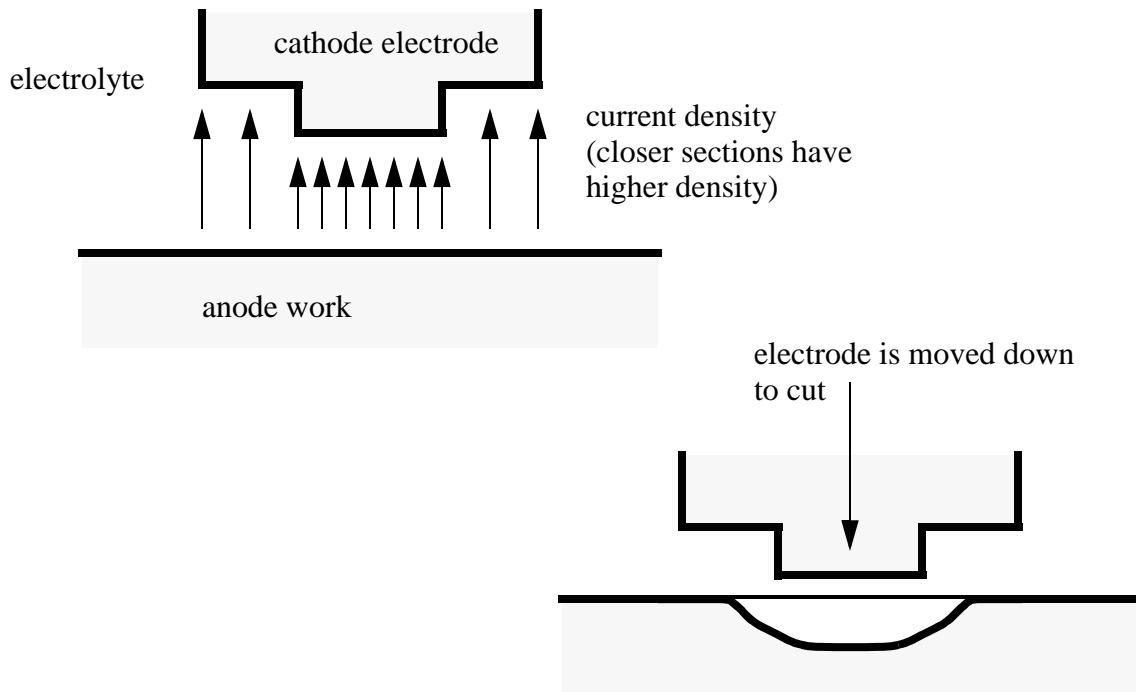 cathode electrode
electrolyte
current density
(closer sections have
higher density)
anode work
electrode is moved down
to cut